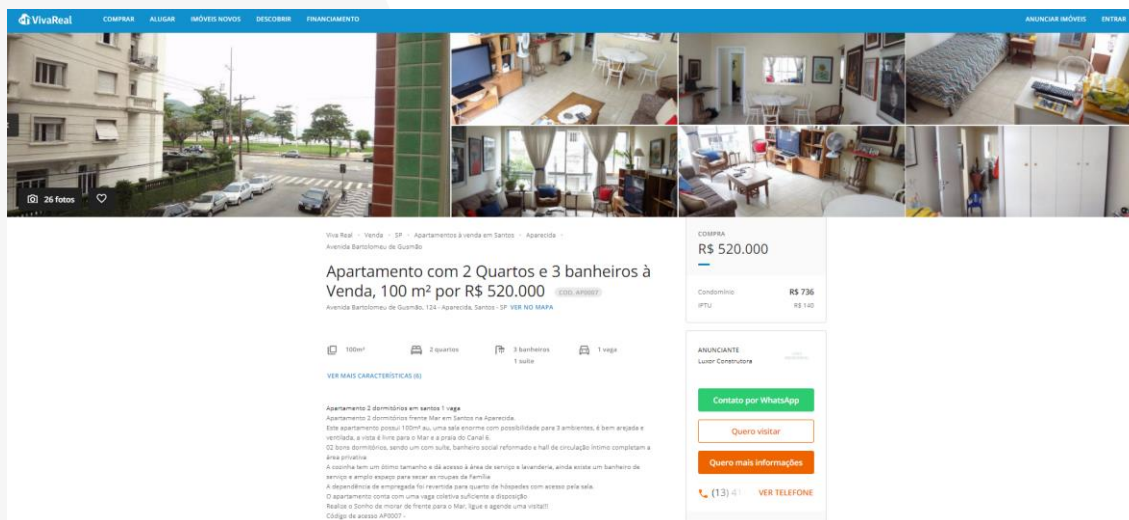 VivaReal COMPRAR ALUGAR IMÓVEIS NOVOS DESCOBRIR FINANCIAMENTO ANUNCIAR IMÓVEIS ENTRAR
26 fotos
Viva Real Venda SP Apartamentos à venda em Santos Aparecida
Avenida Bartolomeu de Gusmão
Apartamento com 2 Quartos e 3 banheiros à
Venda, 100 m² por R$ 520.000 COD. AP0007
Avenida Bartolomeu de Gusmão, 124 - Aparecida, Santos - SP VER NO MAPA
100m² 2 quartos 3 banheiros 1 vaga
1 suíte
VER MAIS CARACTERÍSTICAS (6)
Apartamento 2 dormitórios em santos 1 vaga
Apartamento 2 dormitórios frente Mar em Santos na Aparecida.
Este apartamento possui 100m² au, uma sala enorme com possibilidade para 3 ambientes, é bem arejada e
ventilada, a vista é livre para o Mar e a praia do Canal 6.
02 bons dormitórios, sendo um com suíte, banheiro social reformado e hall de circulação íntimo completam a
área privativa
A cozinha tem um ótimo tamanho e dá acesso à área de serviço e lavanderia, ainda existe um banheiro de
serviço e amplo espaço para secar as roupas da Família
A dependência de empregada foi revertida para quarto de hóspedes com acesso pela sala.
O apartamento conta com uma vaga coletiva suficiente a disposição
Realize o Sonho de morar de frente para o Mar, ligue e agende uma visita!!!
Código de acesso AP0007 -
COMPRA
R$ 520.000
Condomínio R$ 736
IPTU R$ 140
ANUNCIANTE
Luxor Construtora
Contato por WhatsApp
Quero visitar
Quero mais informações
(13) 41 VER TELEFONE